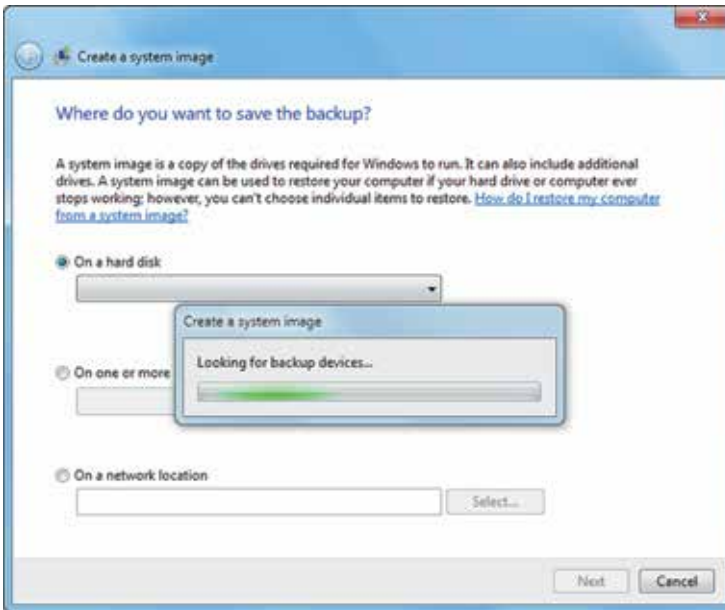 Create a system image
Where do you want to save the backup?
A system image is a copy of the drives required for Windows to run. It can also include additional
drives. A system image can be used to restore your computer if your hard drive or computer ever
stops working; however, you can't choose individual items to restore. How do I restore my computer
from a system image?
On a hard disk
Create a system image
Looking for backup devices...
On one or more
On a network location
Select...
Next Cancel